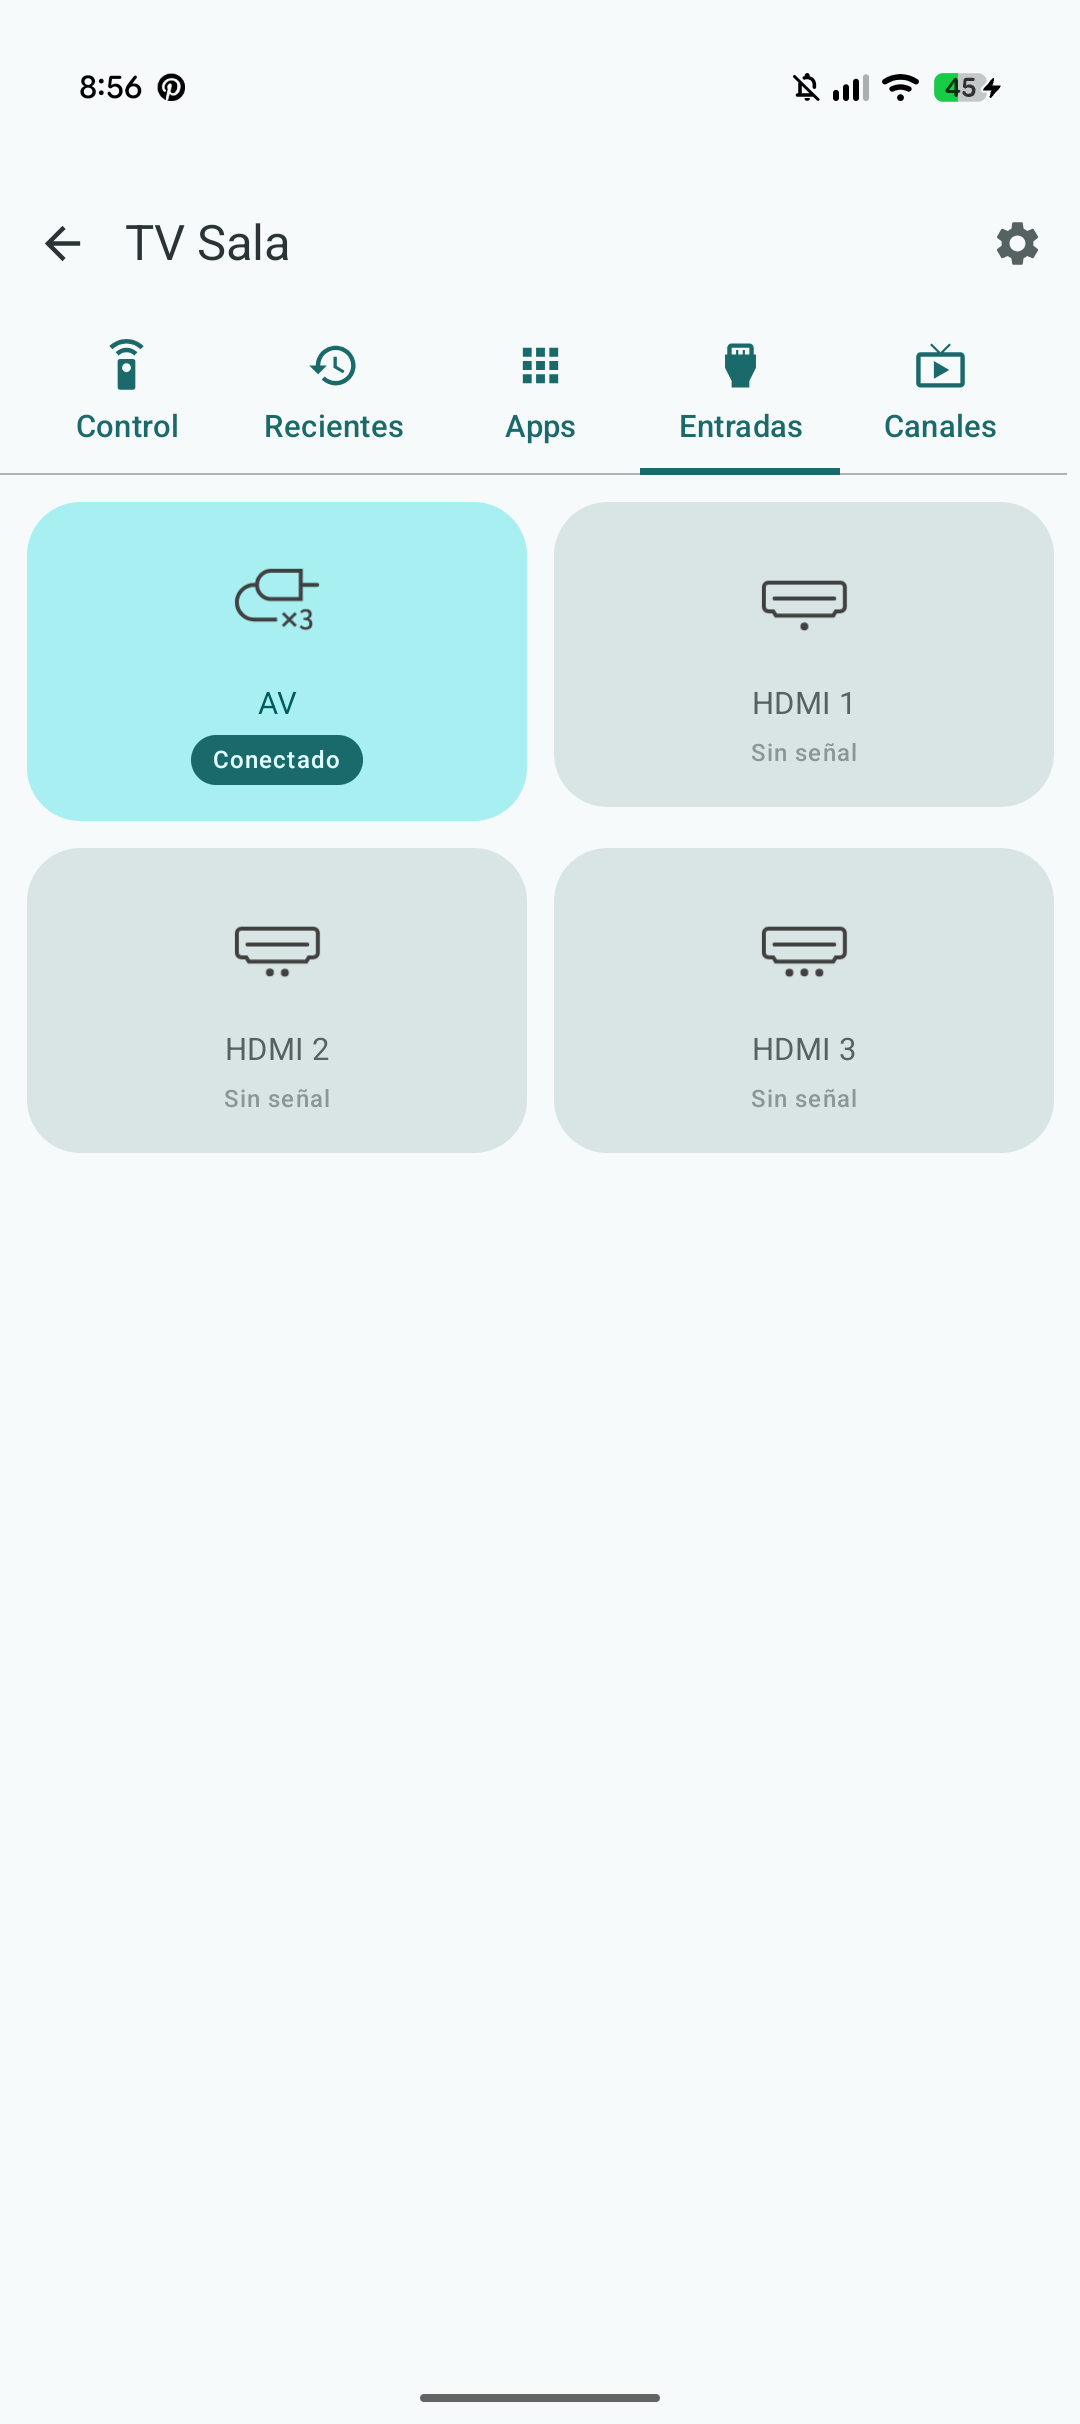 8:56
45
TV Sala
Control
Recientes
Apps
Entradas
Canales
×3
AV
Conectado
HDMI 1
Sin señal
HDMI 2
Sin señal
HDMI 3
Sin señal